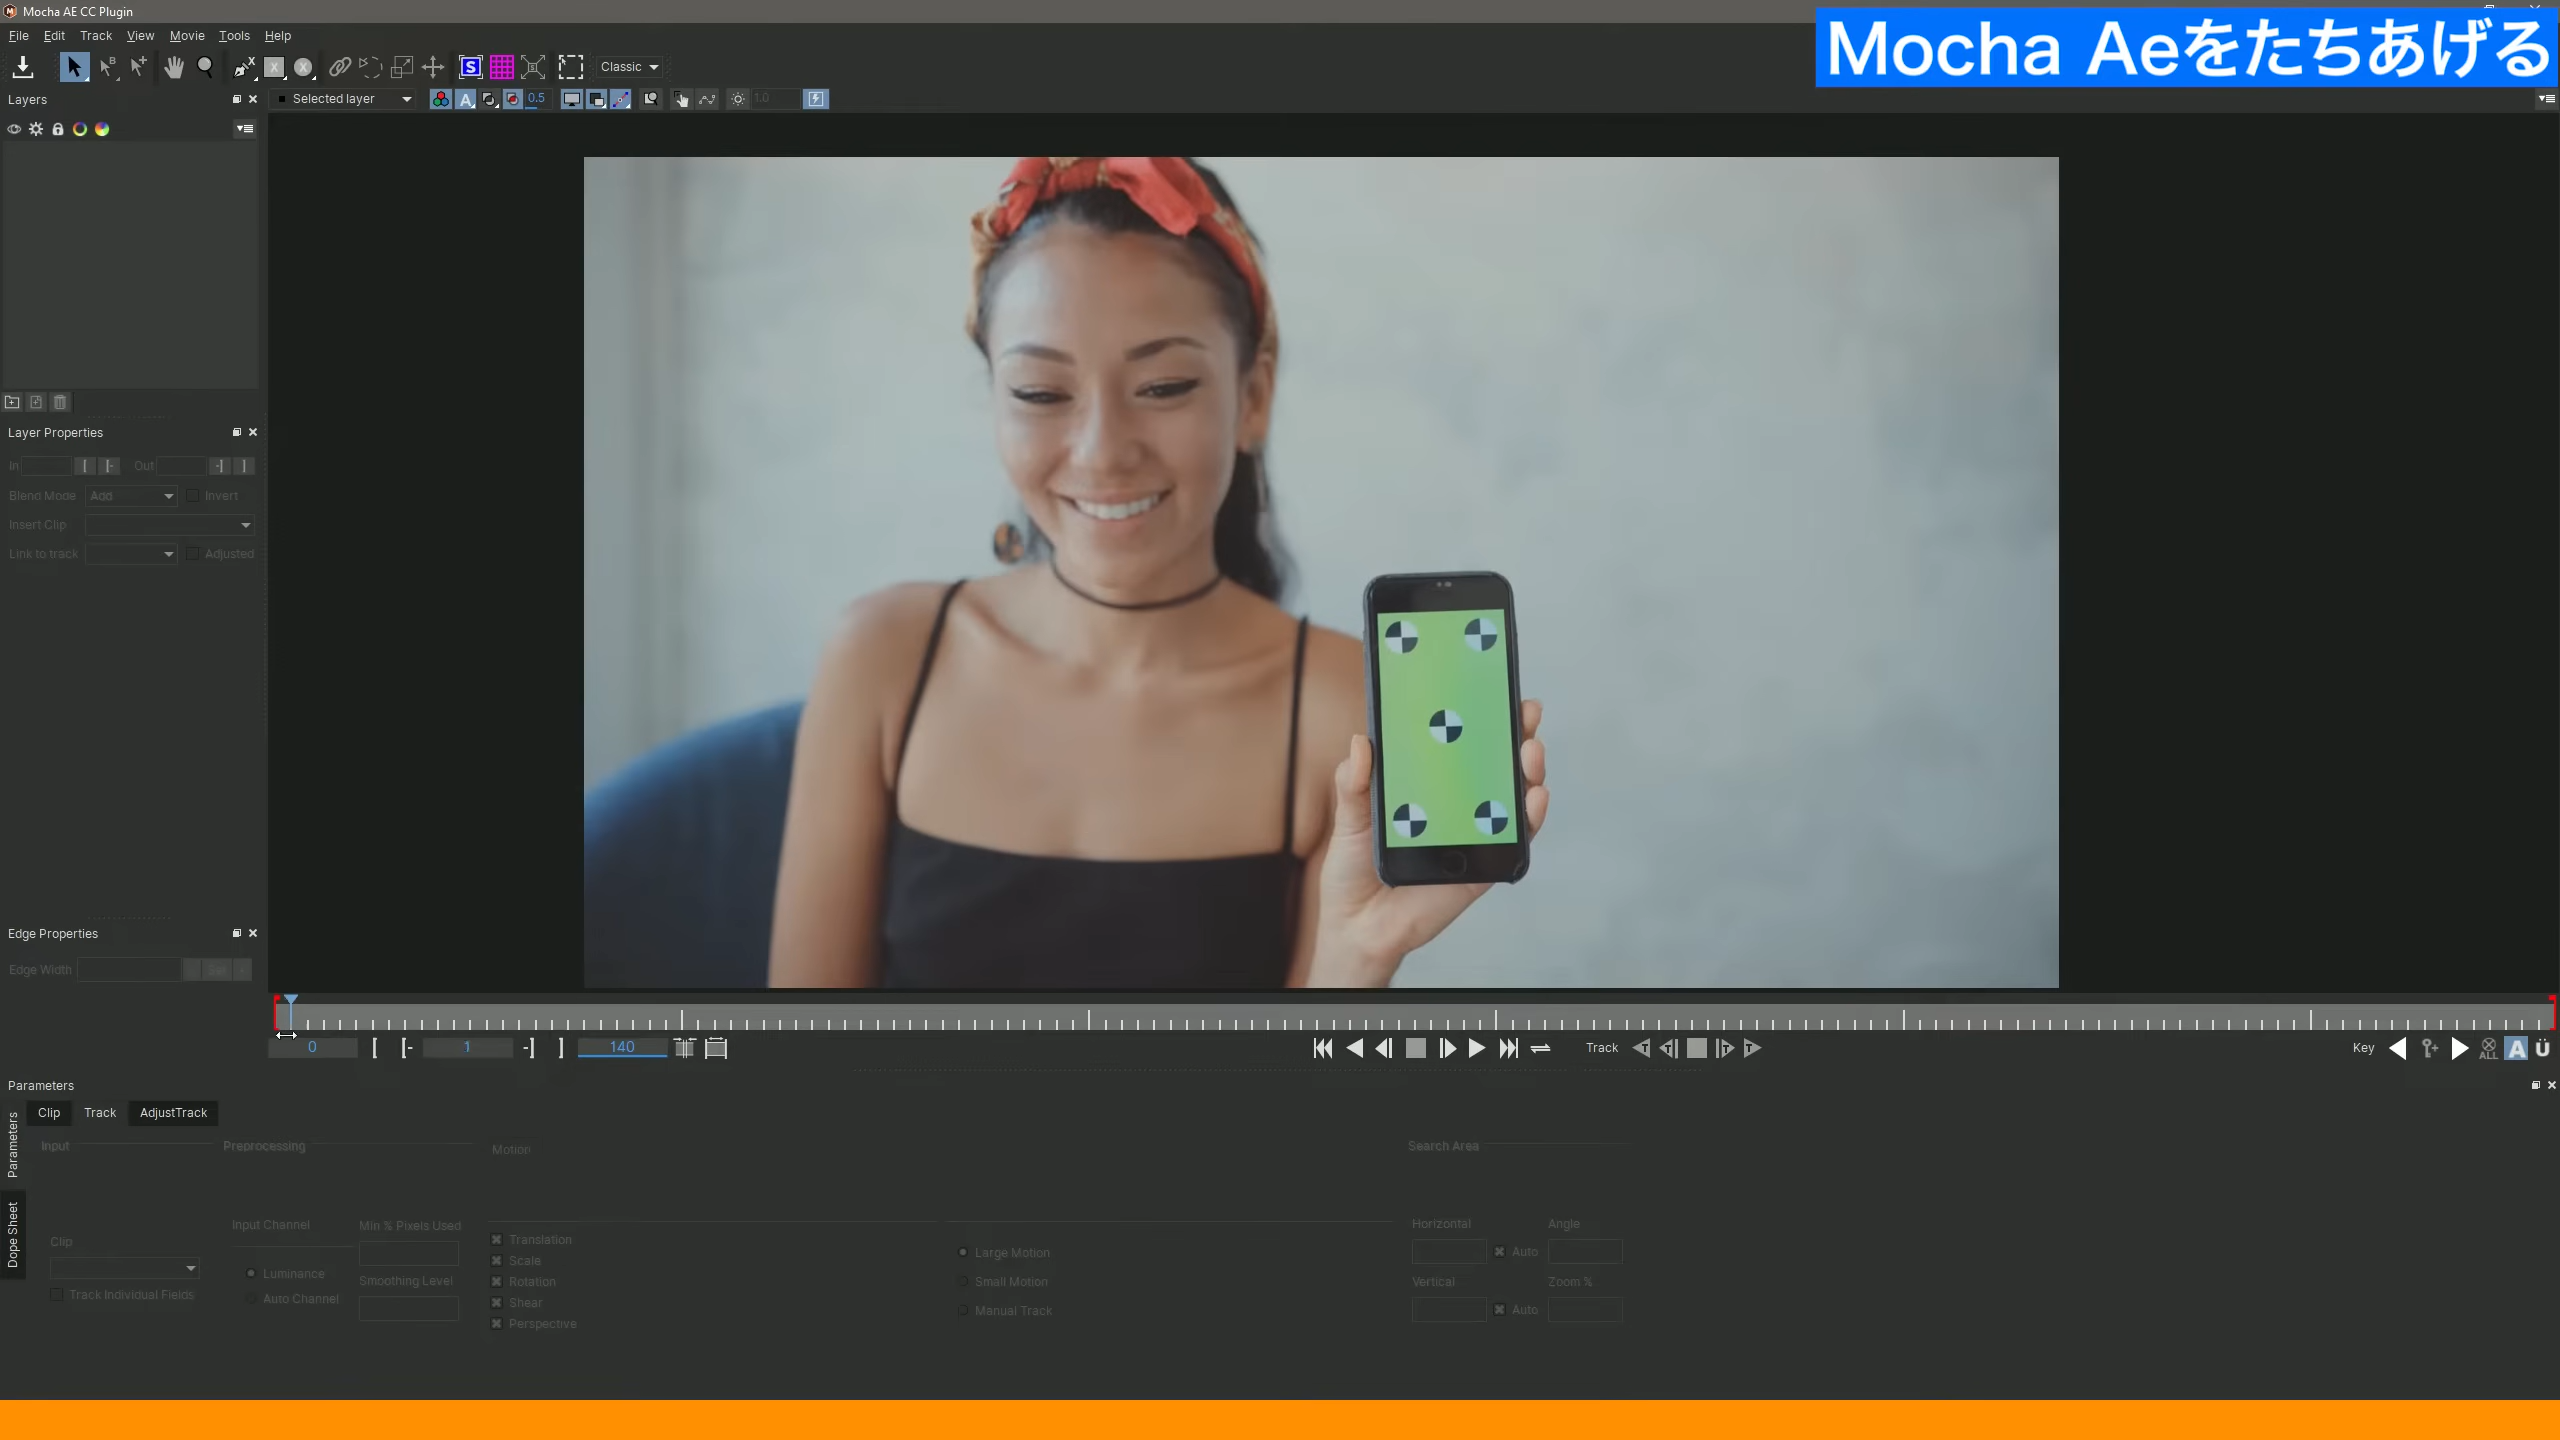 Mocha AE CC Plugin
Mocha Aeをたちあげる
File Edit Track View Movie Tools Help
Classic
Layers
Selected layer
0.5
1.0
Layer Properties
In
Out
Blend Mode Add Invert
Insert Clip
Link to track Adjusted
Edge Properties
Edge Width
0 1 140
Track
Key
ALL
Parameters
Clip Track AdjustTrack
Parameters
Dope Sheet
Input
Preprocessing
Motion
Search Area
Clip
Track Individual Fields
Input Channel
Luminance
Auto Channel
Min % Pixels Used
Smoothing Level
Translation
Scale
Rotation
Shear
Perspective
Large Motion
Small Motion
Manual Track
Horizontal
Auto
Angle
Vertical
Auto
Zoom %